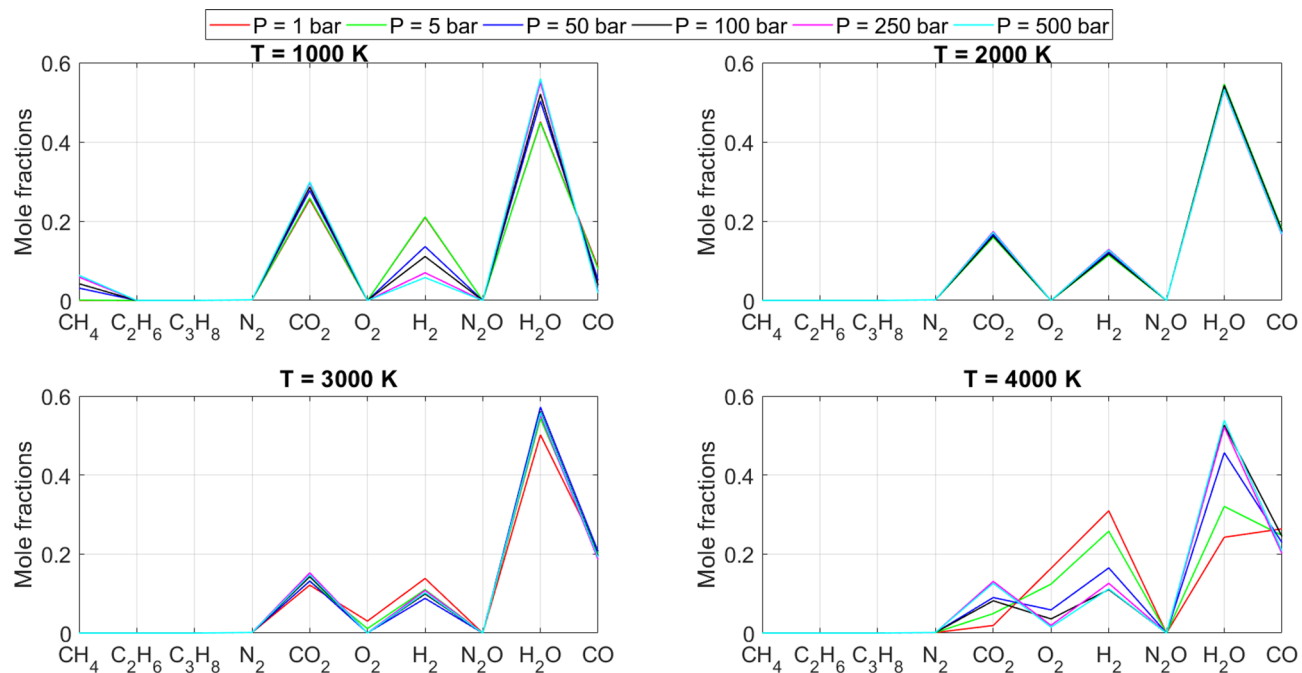 P = 1 bar P = 5 bar P = 50 bar P = 100 bar P = 250 bar P = 500 bar
T = 1000 K
Mole fractions
0.6
0.4
0.2
0
CH4 C2H6 C3H8 N2 CO2 O2 H2 N2O H2O CO
T = 2000 K
Mole fractions
0.6
0.4
0.2
0
CH4 C2H6 C3H8 N2 CO2 O2 H2 N2O H2O CO
T = 3000 K
Mole fractions
0.6
0.4
0.2
0
CH4 C2H6 C3H8 N2 CO2 O2 H2 N2O H2O CO
T = 4000 K
Mole fractions
0.6
0.4
0.2
0
CH4 C2H6 C3H8 N2 CO2 O2 H2 N2O H2O CO